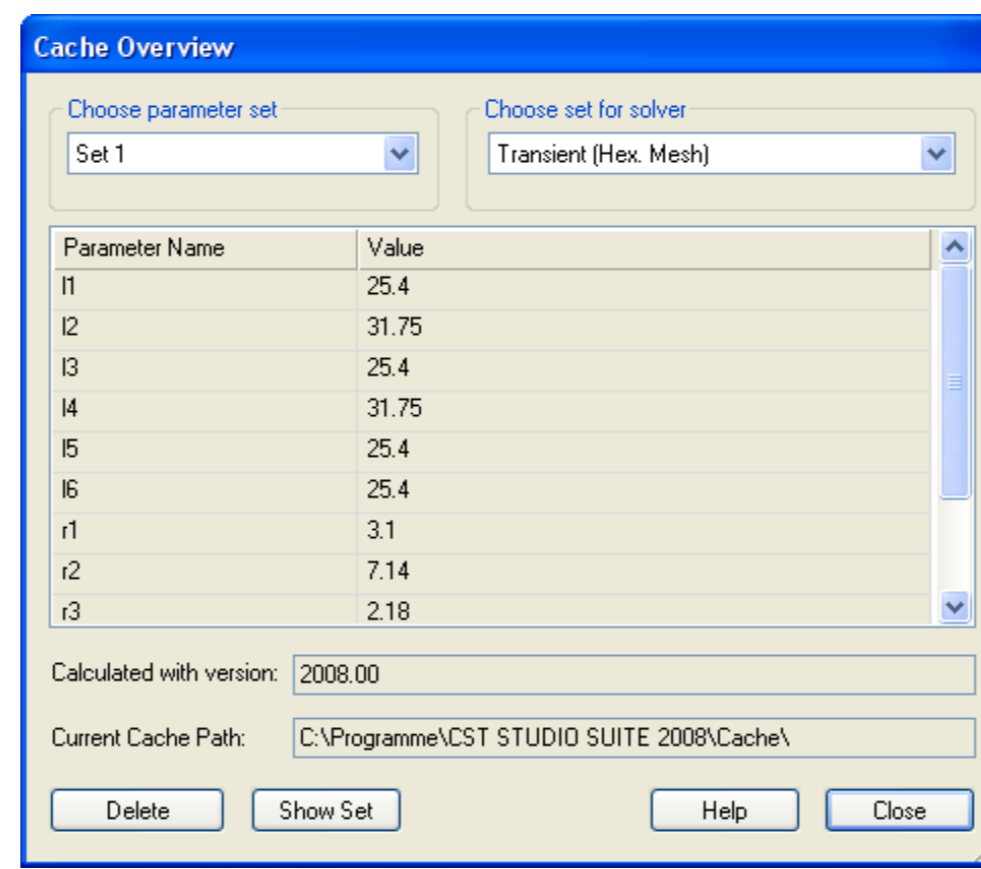 Cache Overview
Choose parameter set Choose set for solver
Set 1 Transient (Hex. Mesh)
Parameter Name Value
l1 25.4
l2 31.75
l3 25.4
l4 31.75
l5 25.4
l6 25.4
r1 3.1
r2 7.14
r3 2.18
Calculated with version: 2008.00
Current Cache Path: C:\Programme\CST STUDIO SUITE 2008\Cache\
Delete Show Set Help Close